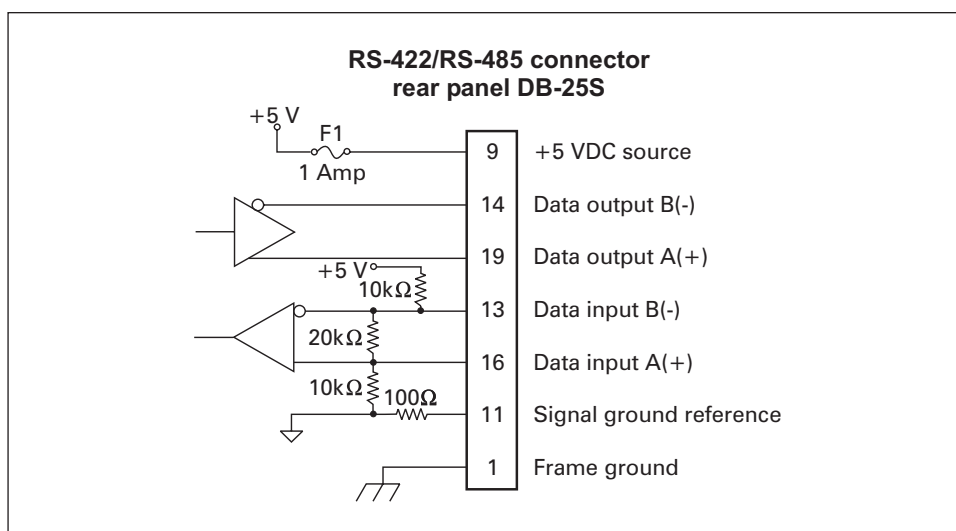 RS-422/RS-485 connector
rear panel DB-25S
+5 V
F1
1 Amp
9 +5 VDC source
14 Data output B(-)
19 Data output A(+)
+5 V
10kΩ
13 Data input B(-)
20kΩ
16 Data input A(+)
10kΩ
100Ω
11 Signal ground reference
1 Frame ground